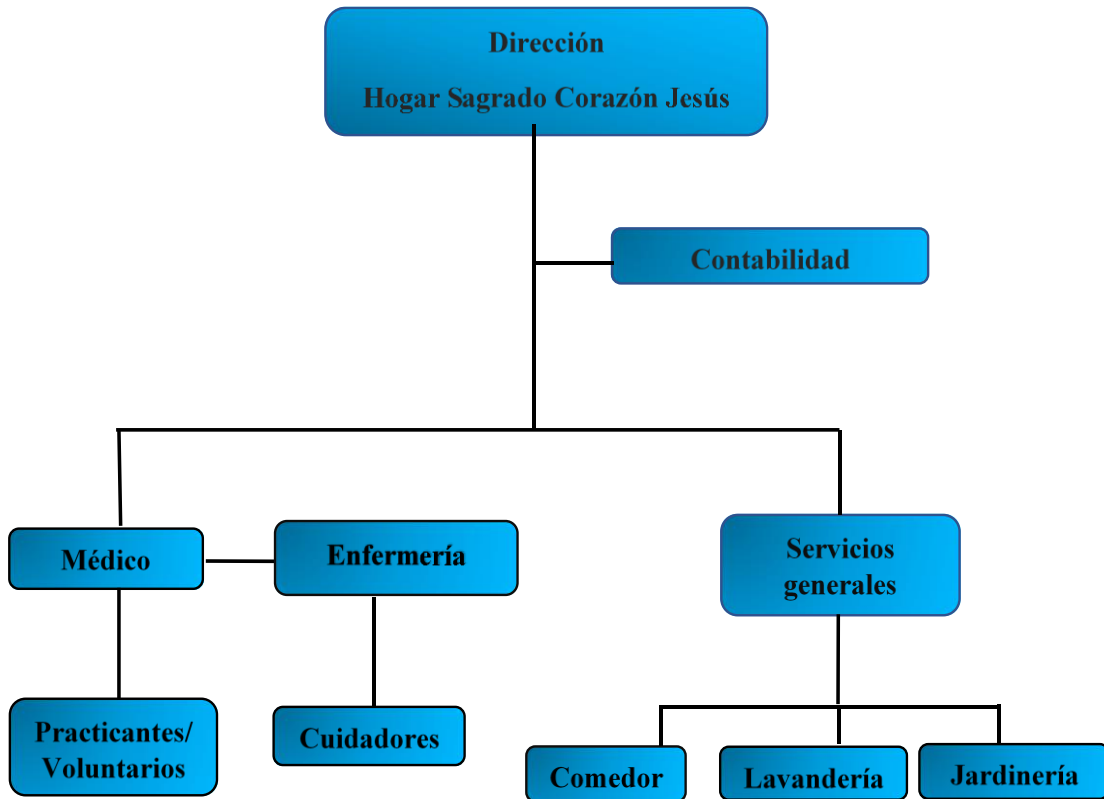 Dirección
Hogar Sagrado Corazón Jesús
Contabilidad
Médico
Enfermería
Servicios
generales
Practicantes/
Voluntarios
Cuidadores
Comedor
Lavandería
Jardinería